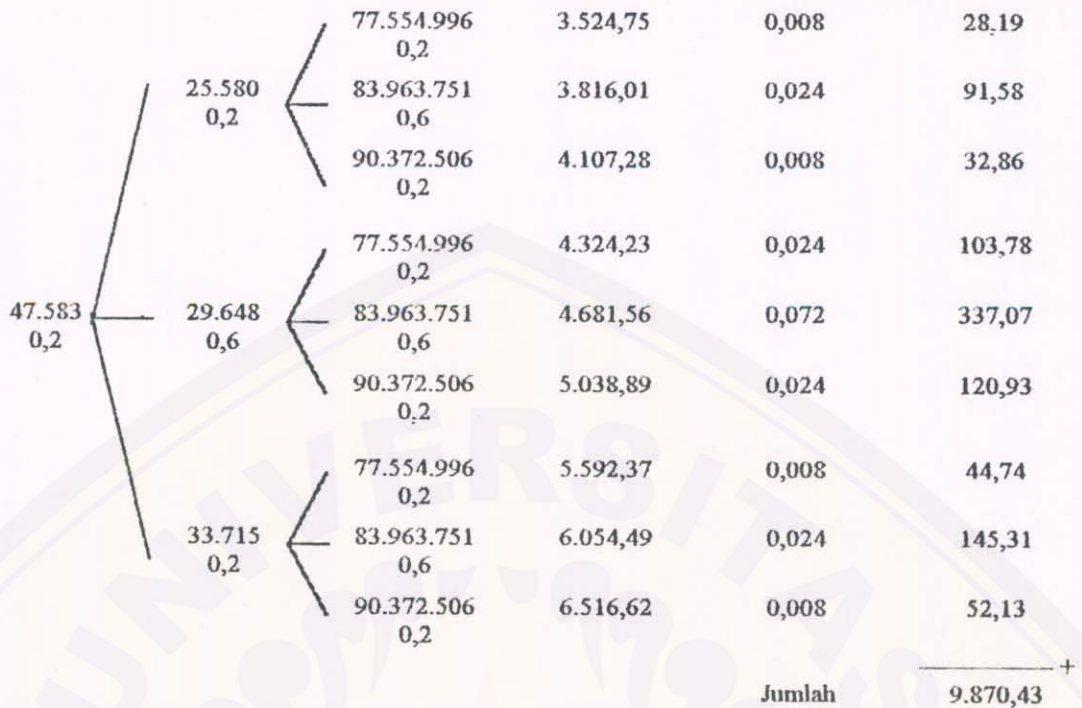 77.554.996 3.524,75 0,008 28,19
0,2
25.580 83.963.751 3.816,01 0,024 91,58
0,2 0,6
90.372.506 4.107,28 0,008 32,86
0,2
77.554.996 4.324,23 0,024 103,78
0,2
47.583 29.648 83.963.751 4.681,56 0,072 337,07
0,2 0,6 0,6
90.372.506 5.038,89 0,024 120,93
0,2
77.554.996 5.592,37 0,008 44,74
0,2
33.715 83.963.751 6.054,49 0,024 145,31
0,2 0,6
90.372.506 6.516,62 0,008 52,13
0,2
+
Jumlah 9.870,43
UNIVERSITAS